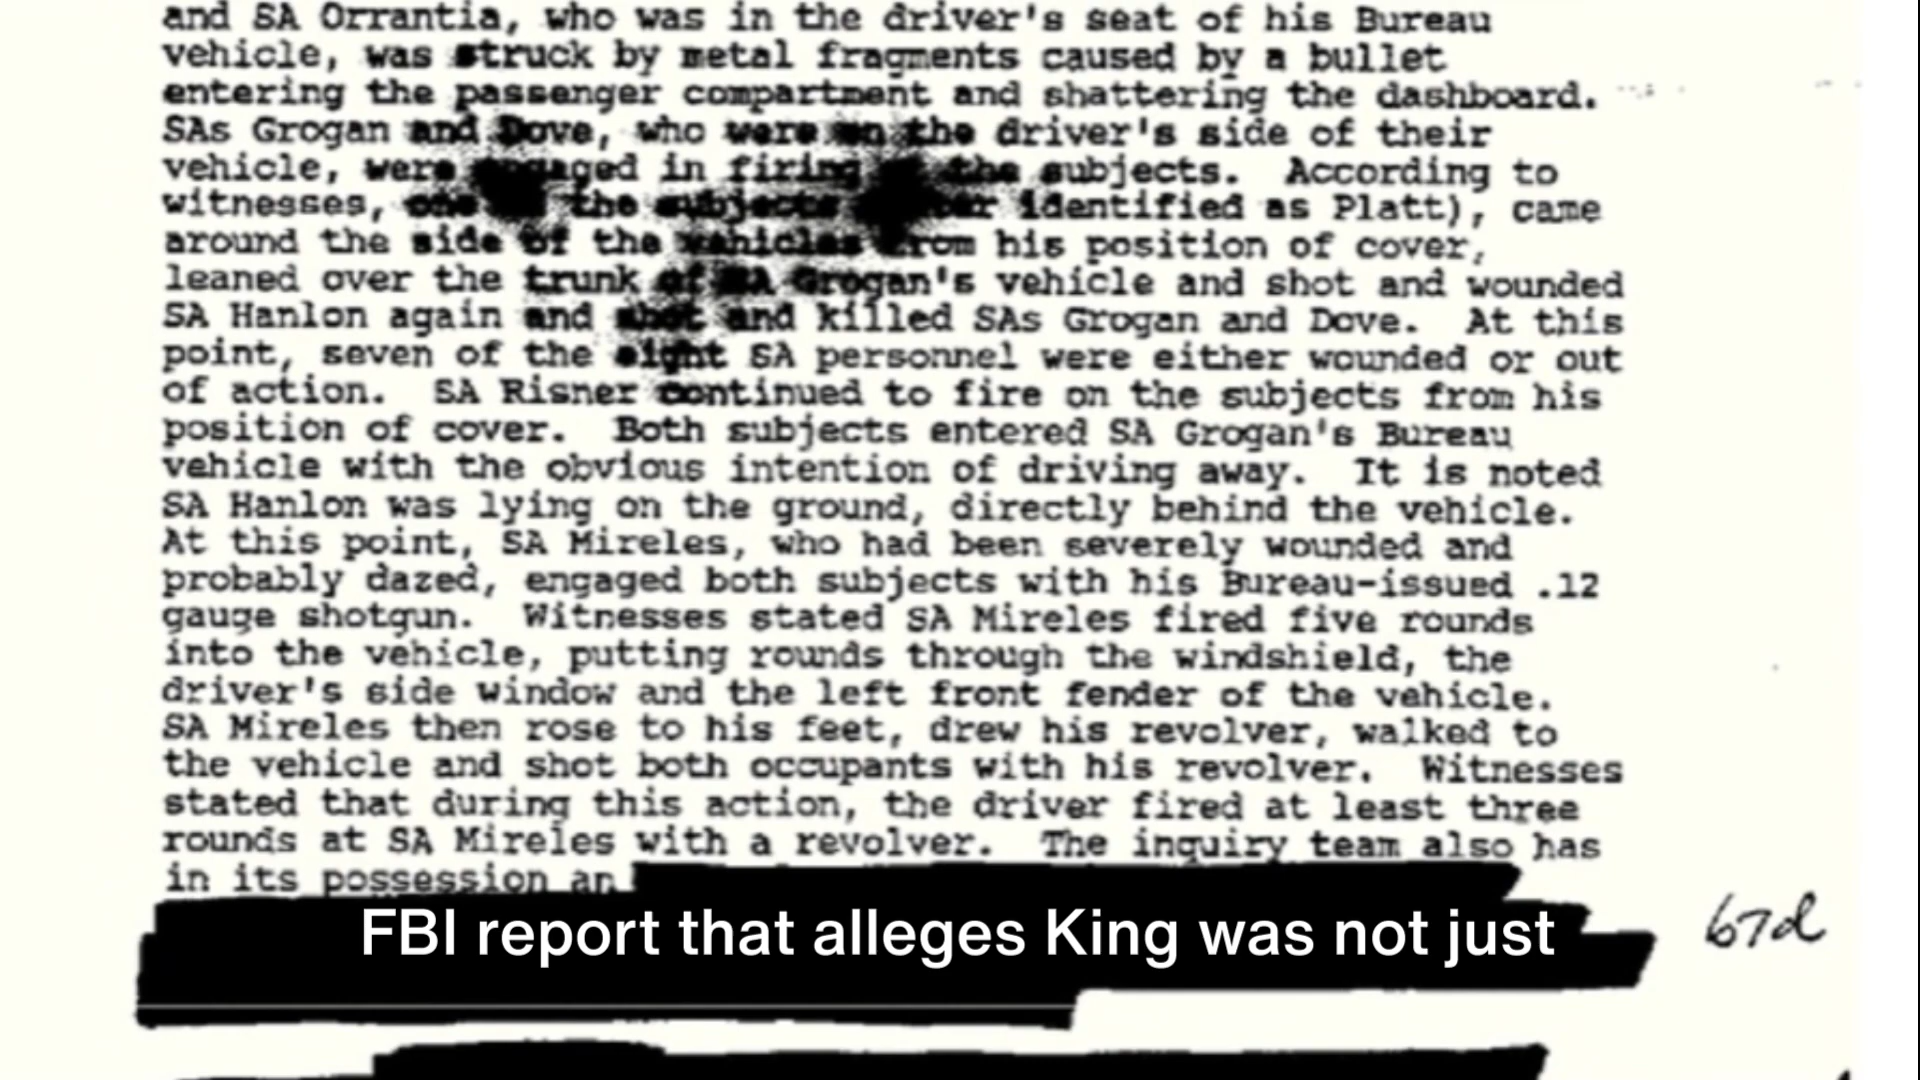 and SA Orrantia, who was in the driver's seat of his Bureau
vehicle, was struck by metal fragments caused by a bullet
entering the passenger compartment and shattering the dashboard.
SAs Grogan and Dove, who were on the driver's side of their
vehicle, were engaged in firing the subjects. According to
witnesses, one the subjects identified as Platt), came
around the side of the vehicles from his position of cover,
leaned over the trunk of SA Grogan's vehicle and shot and wounded
SA Hanlon again and shot and killed SAs Grogan and Dove. At this
point, seven of the eight SA personnel were either wounded or out
of action. SA Risner continued to fire on the subjects from his
position of cover. Both subjects entered SA Grogan's Bureau
vehicle with the obvious intention of driving away. It is noted
SA Hanlon was lying on the ground, directly behind the vehicle.
At this point, SA Mireles, who had been severely wounded and
probably dazed, engaged both subjects with his Bureau-issued .12
gauge shotgun. Witnesses stated SA Mireles fired five rounds
into the vehicle, putting rounds through the windshield, the
driver's side window and the left front fender of the vehicle.
SA Mireles then rose to his feet, drew his revolver, walked to
the vehicle and shot both occupants with his revolver. Witnesses
stated that during this action, the driver fired at least three
rounds at SA Mireles with a revolver. The inquiry team also has
in its possession an
FBI report that alleges King was not just
b7d